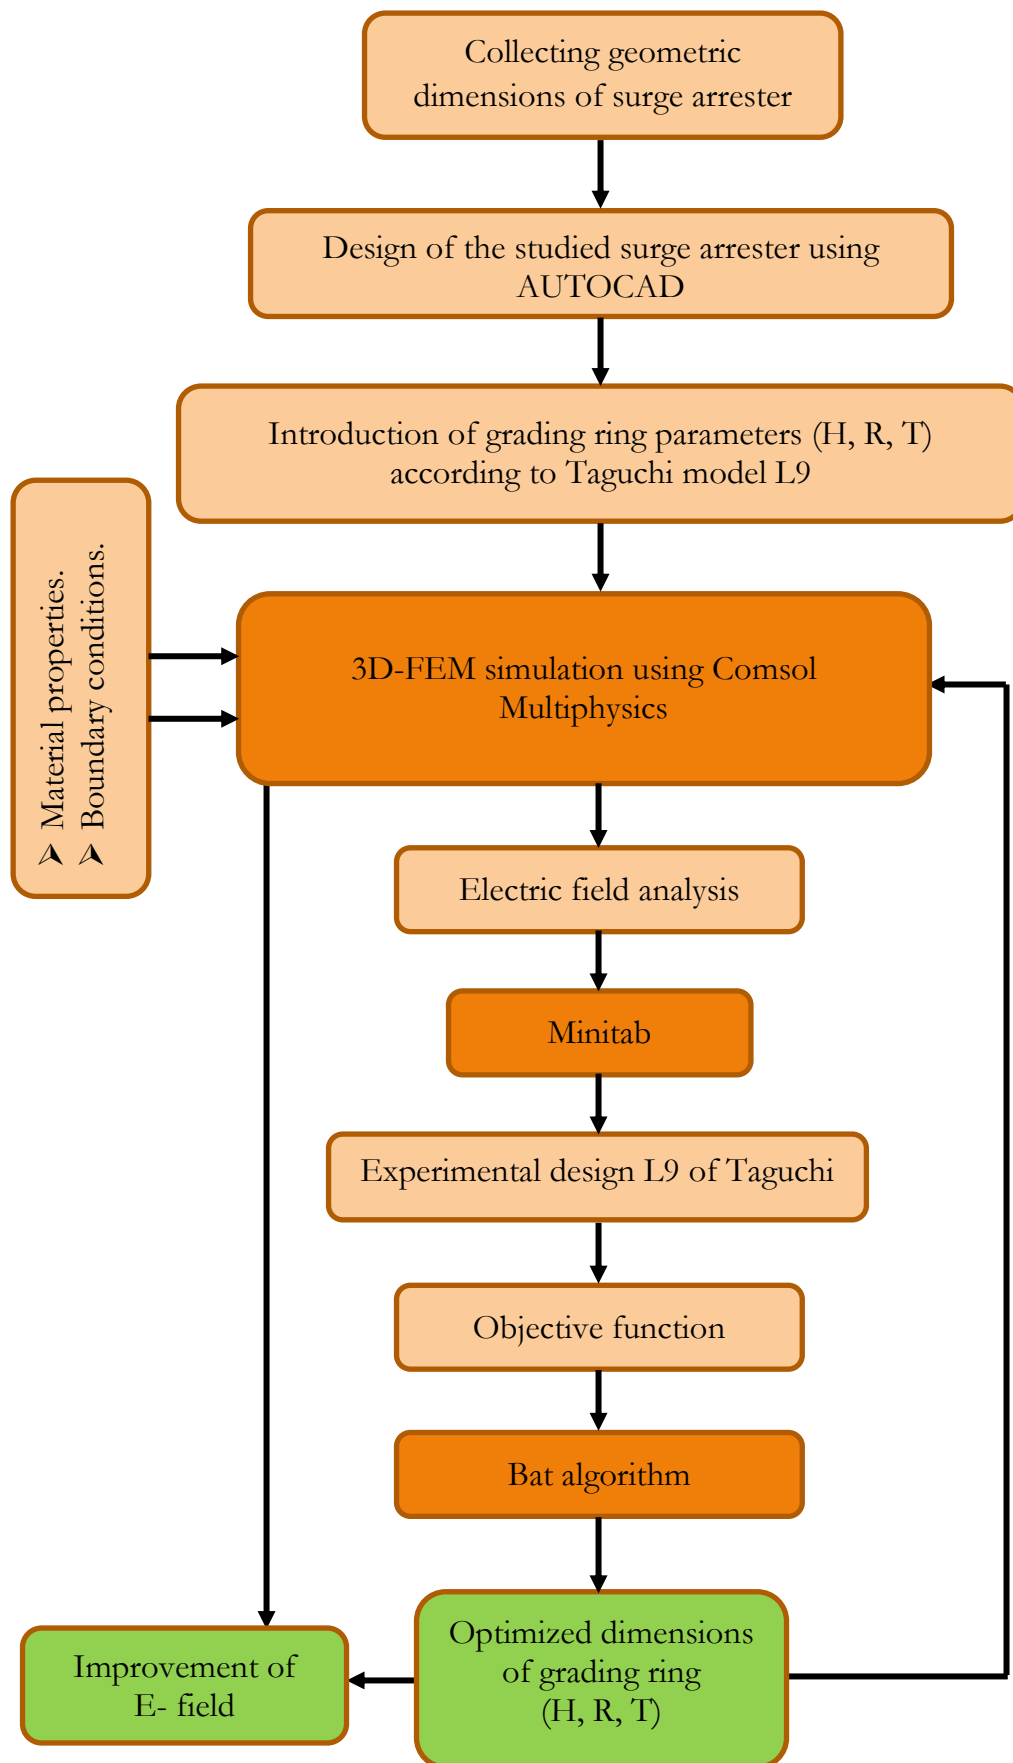 Collecting geometric
dimensions of surge arrester
Design of the studied surge arrester using
AUTOCAD
Introduction of grading ring parameters (H, R, T)
according to Taguchi model L9
➢ Material properties.
➢ Boundary conditions.
3D-FEM simulation using Comsol
Multiphysics
Electric field analysis
Minitab
Experimental design L9 of Taguchi
Objective function
Bat algorithm
Optimized dimensions
of grading ring
(H, R, T)
Improvement of
E- field